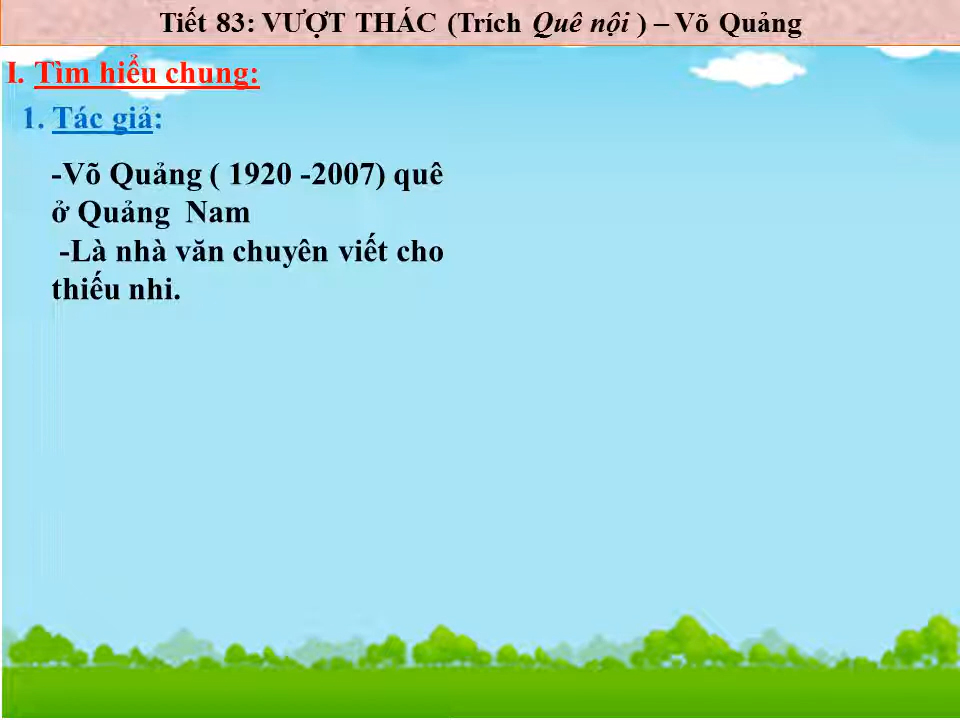 Tiết 83: VƯỢT THÁC (Trích Quê nội ) – Võ Quảng
I. Tìm hiểu chung:
1. Tác giả:
-Võ Quảng ( 1920 -2007) quê
ở Quảng Nam
-Là nhà văn chuyên viết cho
thiếu nhi.